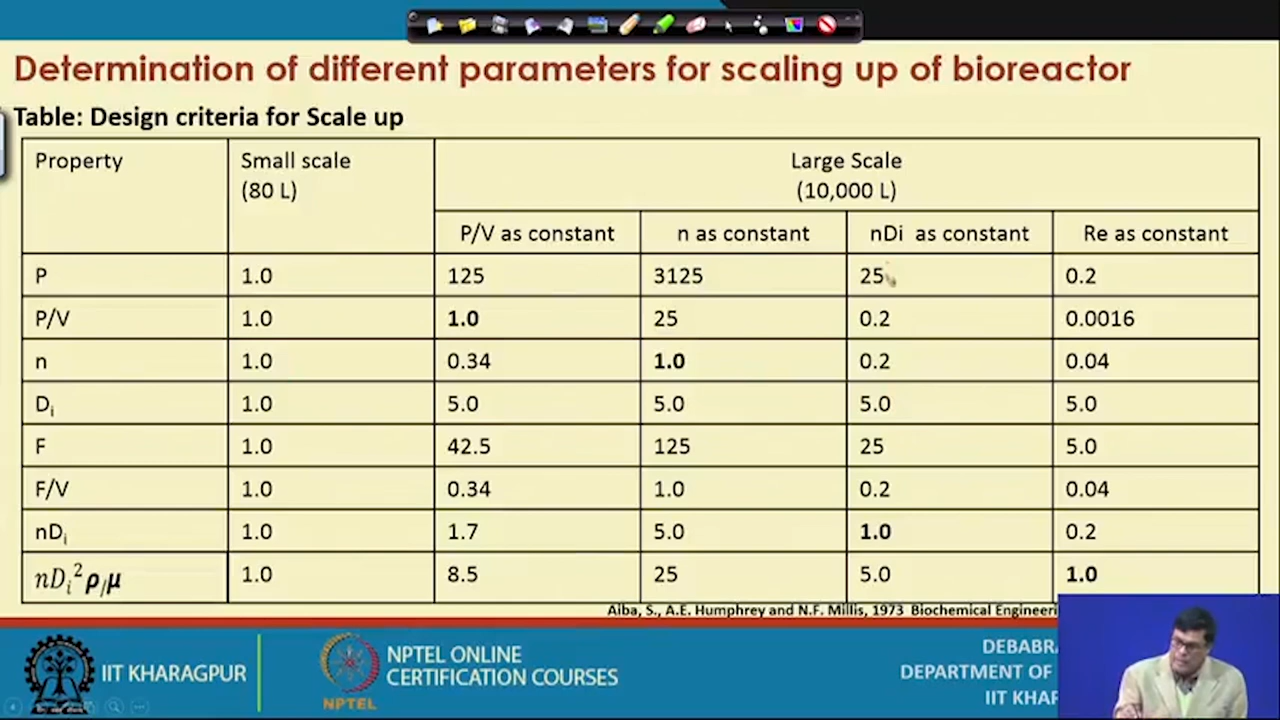 Determination of different parameters for scaling up of bioreactor
Table: Design criteria for Scale up
Property Small scale (80 L) Large Scale (10,000 L)
P/V as constant n as constant nDi as constant Re as constant
P 1.0 125 3125 25 0.2
P/V 1.0 1.0 25 0.2 0.0016
n 1.0 0.34 1.0 0.2 0.04
Di 1.0 5.0 5.0 5.0 5.0
F 1.0 42.5 125 25 5.0
F/V 1.0 0.34 1.0 0.2 0.04
nDi 1.0 1.7 5.0 1.0 0.2
nDi²ρ/μ 1.0 8.5 25 5.0 1.0
Aiba, S., A.E. Humphrey and N.F. Millis, 1973 Biochemical
IIT KHARAGPUR
NPTEL
NPTEL ONLINE
CERTIFICATION COURSES
DEPARTMENT OF